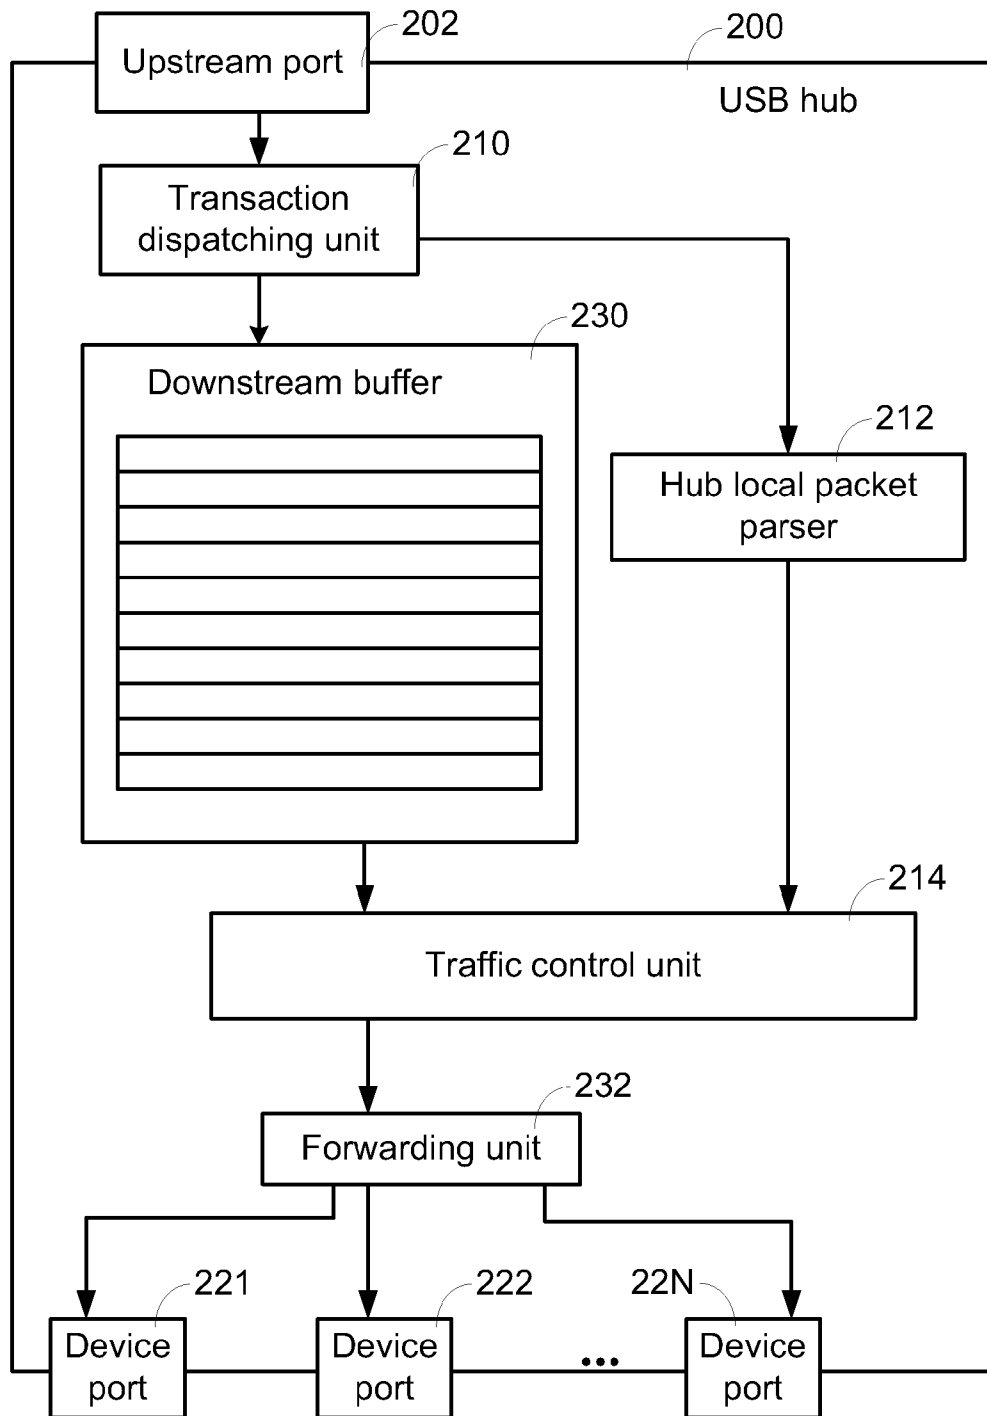 202
Upstream port
200
USB hub
210
Transaction
dispatching unit
230
Downstream buffer
212
Hub local packet
parser
214
Traffic control unit
232
Forwarding unit
221
222
22N
Device
port
Device
port
...
Device
port